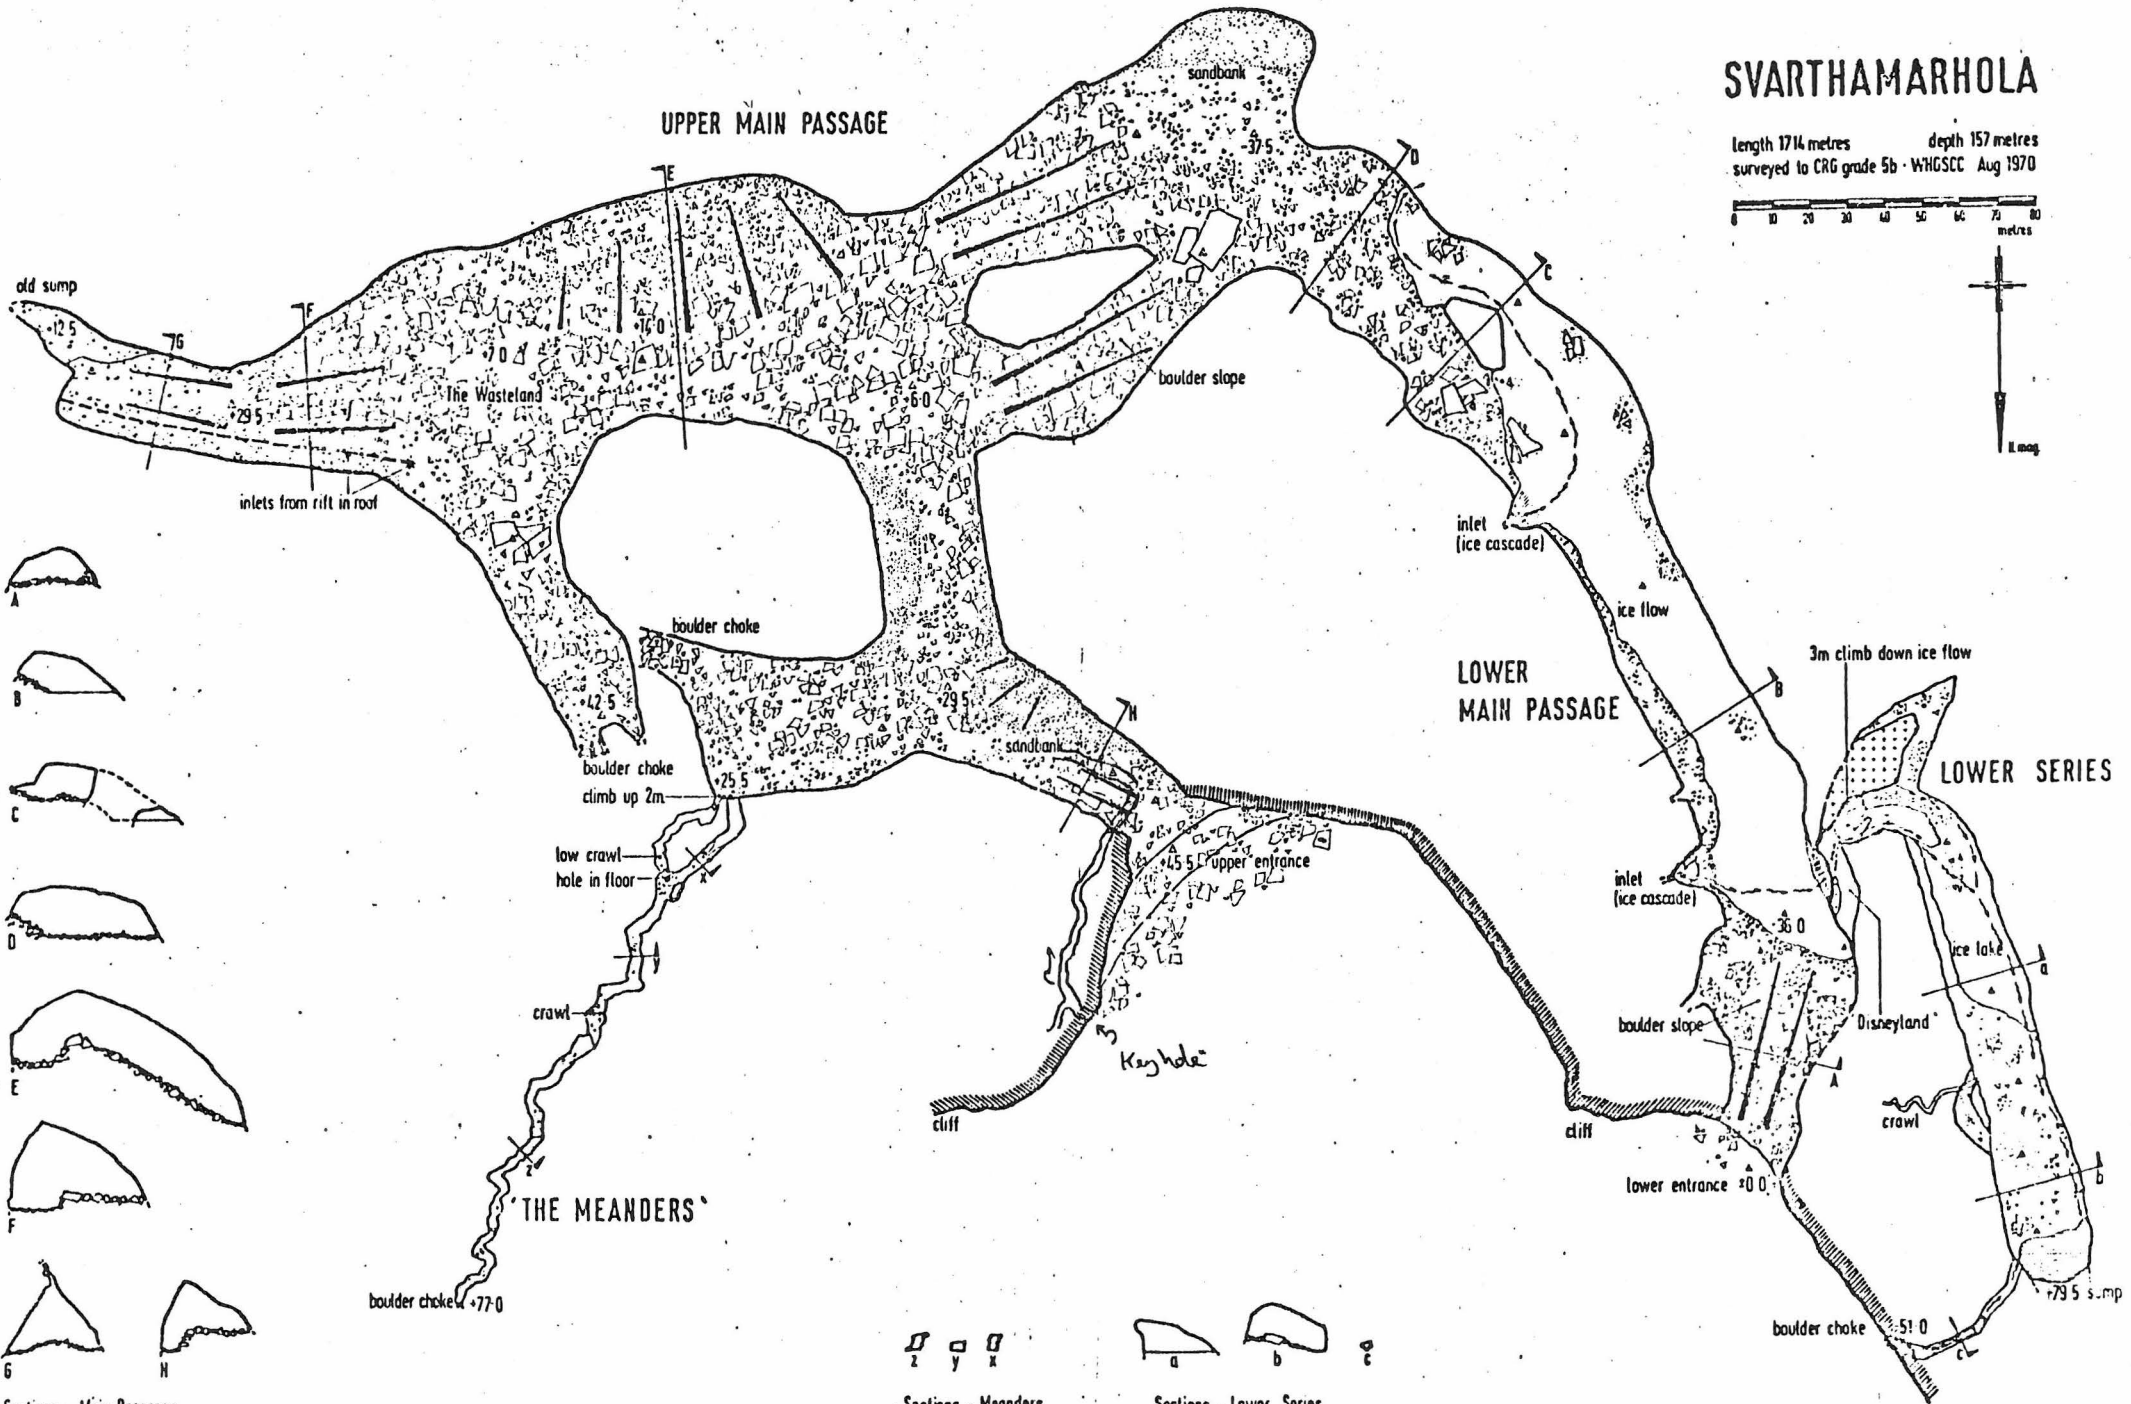 SVARTHAMARHOLA
length 1714 metres depth 157 metres
surveyed to CRG grade 5b · WHGSCC Aug 1970
0 10 20 30 40 50 60 70 80
metres
N.mag.
UPPER MAIN PASSAGE
sandbank
-37·5
D
C
E
F
G
old sump
+12·5
+14·0
+7·0
The Wasteland
+29·5
+6·0
boulder slope
inlets from rift in roof
inlet
(ice cascade)
ice flow
LOWER
MAIN PASSAGE
3m climb down ice flow
B
LOWER SERIES
boulder choke
+42·5
+29·5
H
sandbank
boulder choke
+25·5
climb up 2m
low crawl
hole in floor
x
+45·5
upper entrance
inlet
(ice cascade)
-36·0
ice lake
a
y
crawl
boulder slope
'Disneyland'
Keyhole
A
crawl
cliff
cliff
z
lower entrance ±0·0
b
'THE MEANDERS'
boulder choke +77·0
-79·5 sump
boulder choke -51·0
c
A
B
C
D
E
F
G
H
z y x
a b c
Sections - Main Passage
Sections - Meanders
Sections - Lower Series